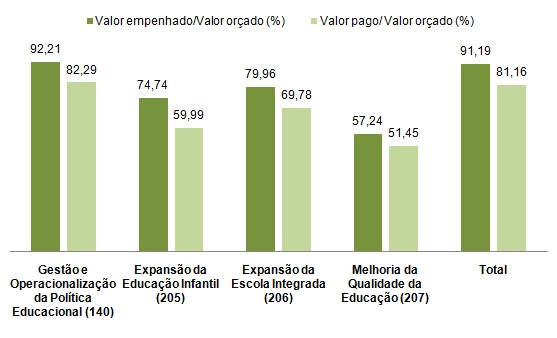 Valor empenhado/Valor orçado (%)
Valor pago/ Valor orçado (%)
92,21
82,29
74,74
59,99
79,96
69,78
57,24
51,45
91,19
81,16
Gestão e
Operacionalização
da Política
Educacional (140)
Expansão da
Educação Infantil
(205)
Expansão da
Escola Integrada
(206)
Melhoria da
Qualidade da
Educação (207)
Total